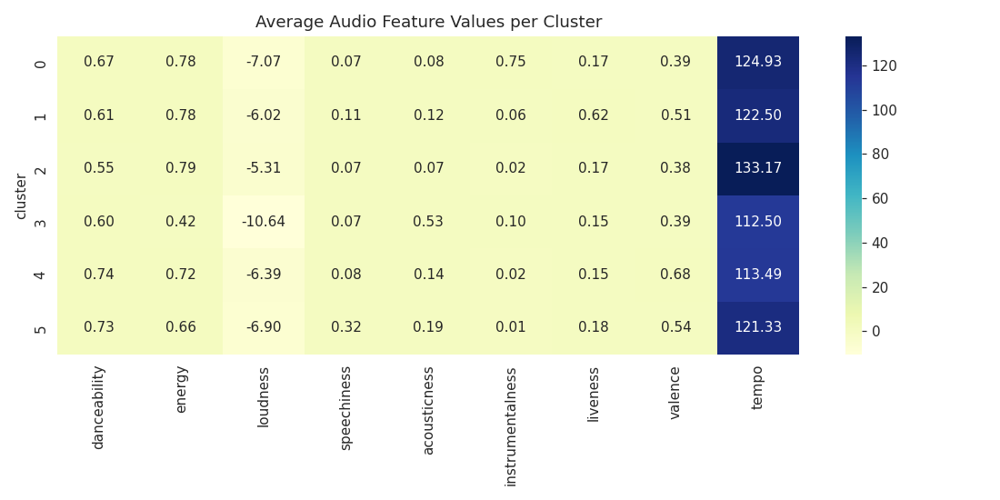 Average Audio Feature Values per Cluster
0 0.67 0.78 -7.07 0.07 0.08 0.75 0.17 0.39 124.93
1 0.61 0.78 -6.02 0.11 0.12 0.06 0.62 0.51 122.50
2 0.55 0.79 -5.31 0.07 0.07 0.02 0.17 0.38 133.17
3 0.60 0.42 -10.64 0.07 0.53 0.10 0.15 0.39 112.50
4 0.74 0.72 -6.39 0.08 0.14 0.02 0.15 0.68 113.49
5 0.73 0.66 -6.90 0.32 0.19 0.01 0.18 0.54 121.33
cluster
danceability
energy
loudness
speechiness
acousticness
instrumentalness
liveness
valence
tempo
120
100
80
60
40
20
0